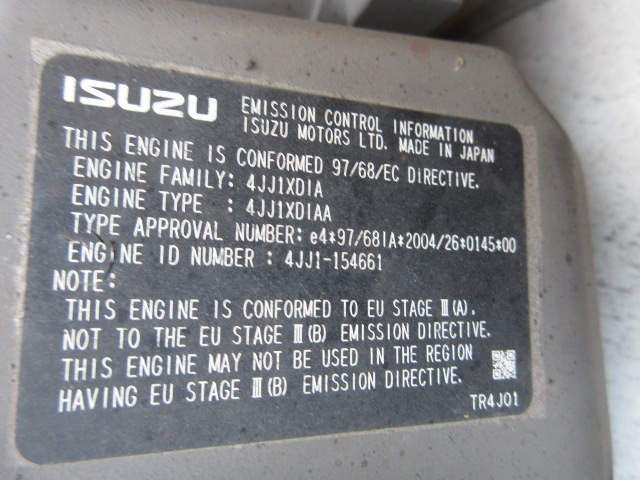 ISUZU
EMISSION CONTROL INFORMATION
ISUZU MOTORS LTD. MADE IN JAPAN
THIS ENGINE IS CONFORMED 97/68/EC DIRECTIVE.
ENGINE FAMILY: 4JJ1XDIA
ENGINE TYPE : 4JJ1XDIAA
TYPE APPROVAL NUMBER: e4*97/68IA*2004/26*0145*00
ENGINE ID NUMBER : 4JJ1-154661
NOTE:
THIS ENGINE IS CONFORMED TO EU STAGE Ⅲ(A).
NOT TO THE EU STAGE Ⅲ(B) EMISSION DIRECTIVE.
THIS ENGINE MAY NOT BE USED IN THE REGION
HAVING EU STAGE Ⅲ(B) EMISSION DIRECTIVE.
TR4J01